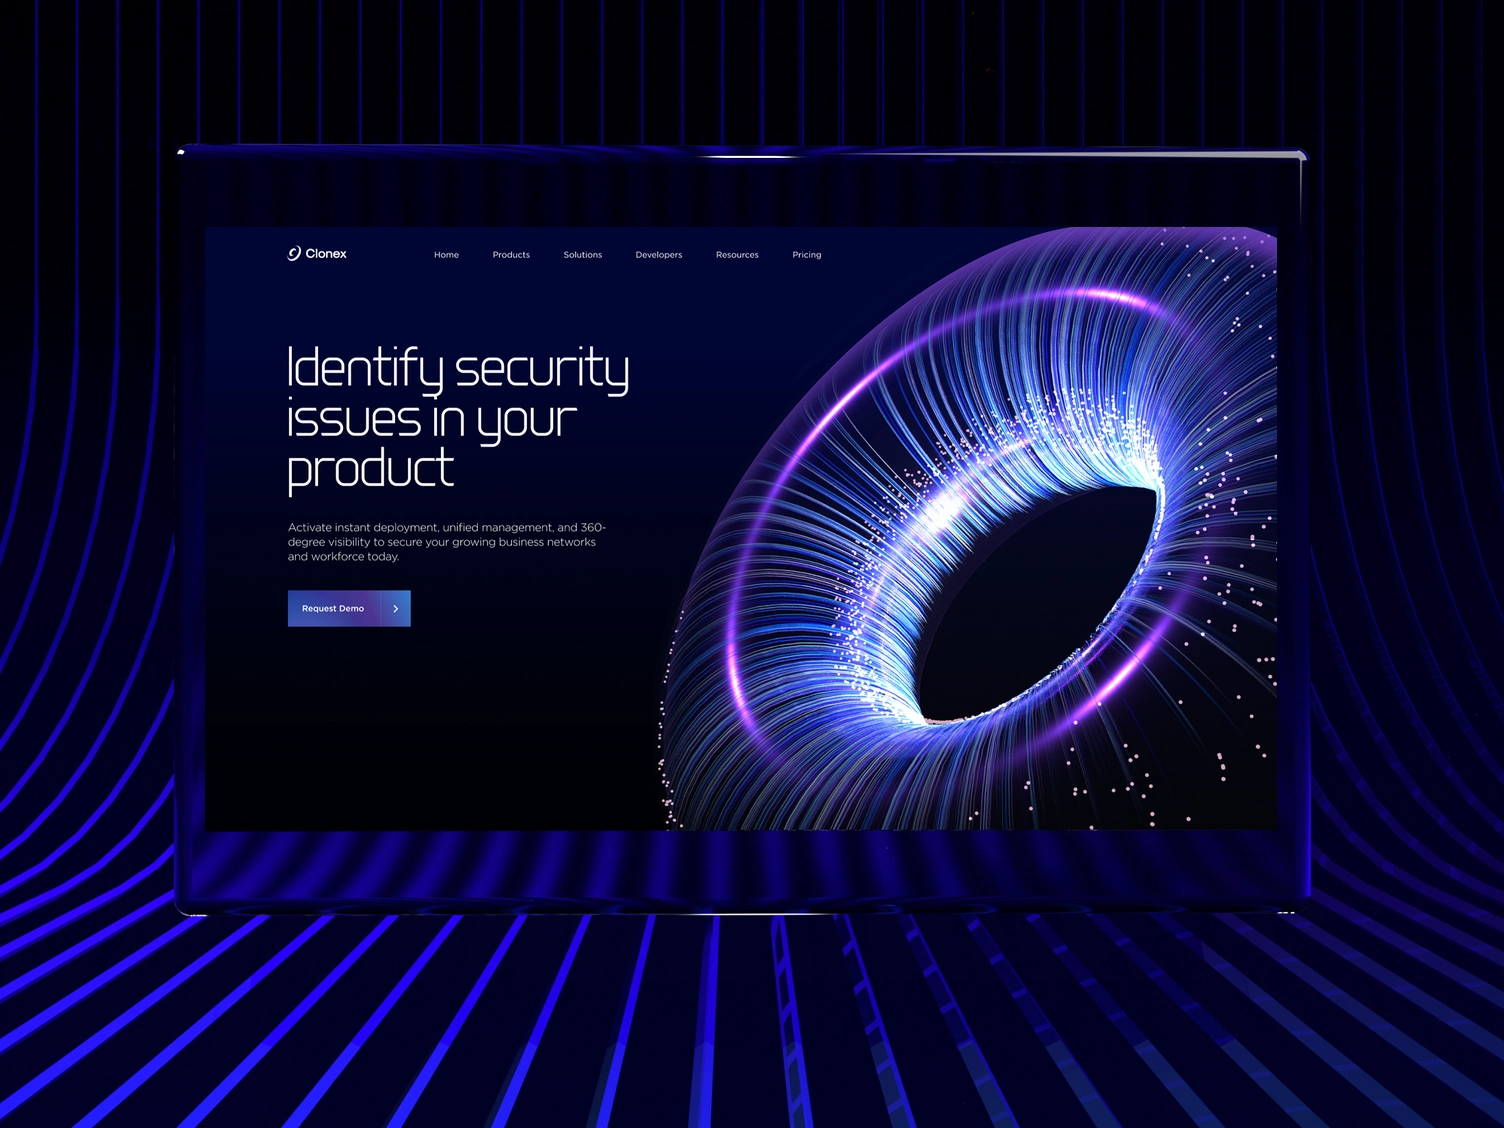 Clonex
Home Products Solutions Developers Resources Pricing
Identify security
issues in your
product
Activate instant deployment, unified management, and 360-
degree visibility to secure your growing business networks
and workforce today.
Request Demo